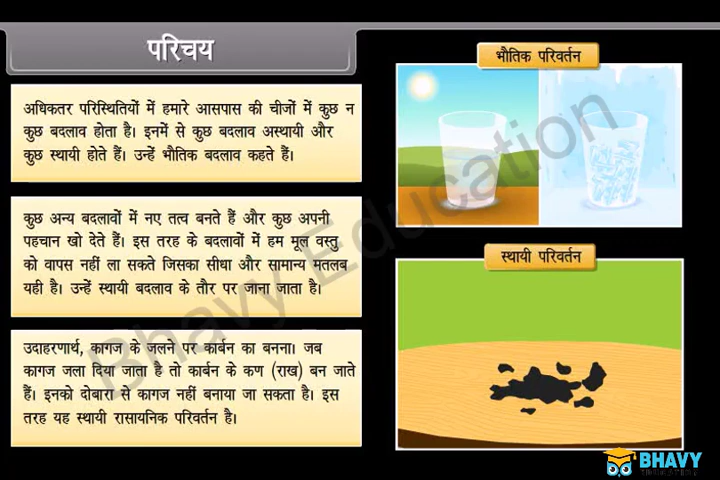 परिचय
अधिकतर परिस्थितियों में हमारे आसपास की चीजों में कुछ न
कुछ बदलाव होता है। इनमें से कुछ बदलाव अस्थायी और
कुछ स्थायी होते हैं। उन्हें भौतिक बदलाव कहते हैं।
कुछ अन्य बदलावों में नए तत्व बनते हैं और कुछ अपनी
पहचान खो देते हैं। इस तरह के बदलावों में हम मूल वस्तु
को वापस नहीं ला सकते जिसका सीधा और सामान्य मतलब
यही है। उन्हें स्थायी बदलाव के तौर पर जाना जाता है।
उदाहरणार्थ, कागज के जलने पर कार्बन का बनना। जब
कागज जला दिया जाता है तो कार्बन के कण (राख) बन जाते
हैं। इनको दोबारा से कागज नहीं बनाया जा सकता है। इस
तरह यह स्थायी रासायनिक परिवर्तन है।
भौतिक परिवर्तन
स्थायी परिवर्तन
Bhavy Education
BHAVY
EDUCATION